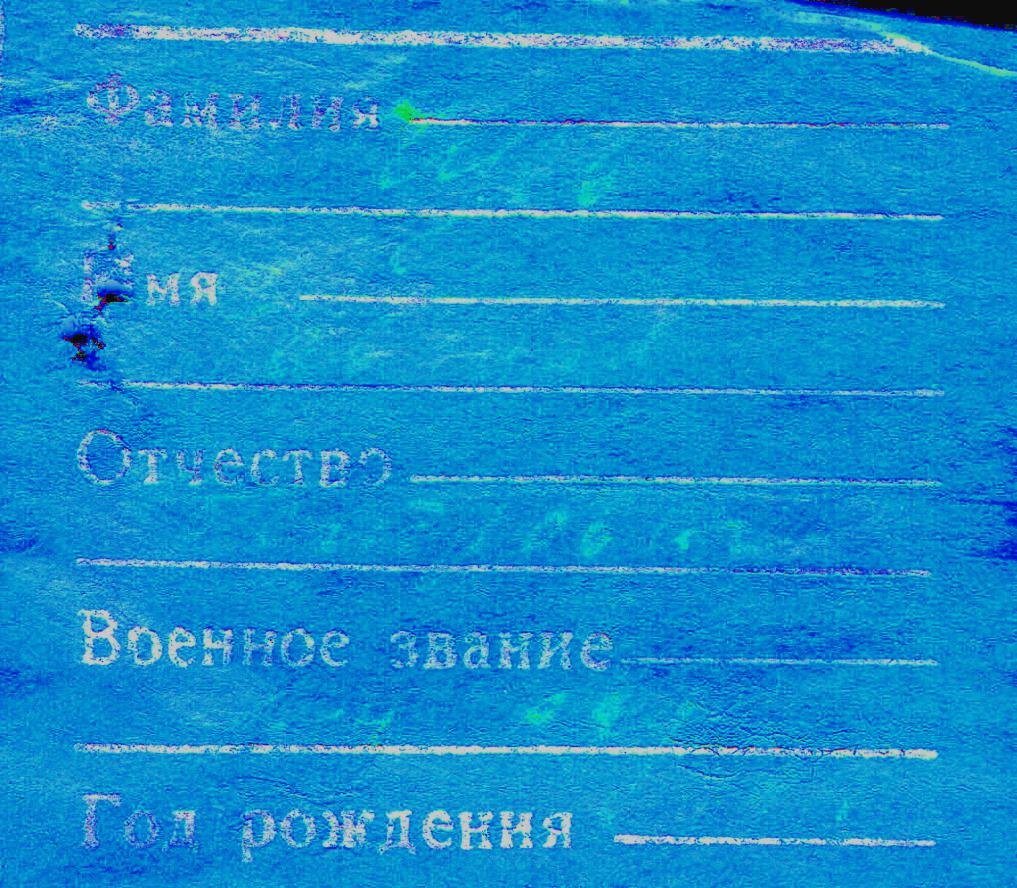 Фамилия
Имя
Отчество
Военное звание
Год рождения